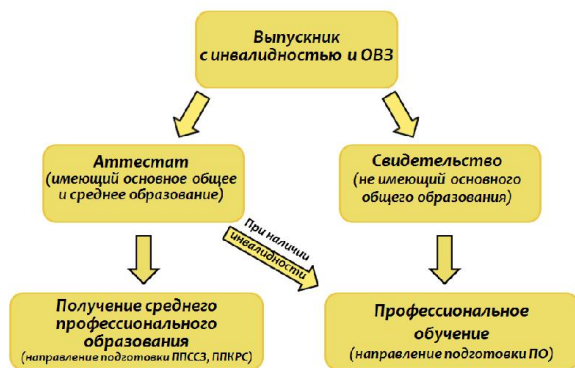 Выпускник
с инвалидностью и ОВЗ
Аттестат
(имеющий основное общее
и среднее образование)
Свидетельство
(не имеющий основного
общего образования)
При наличии
инвалидности
Получение среднего
профессионального
образования
(направление подготовки ППССЗ, ППКРС)
Профессиональное
обучение
(направление подготовки ПО)